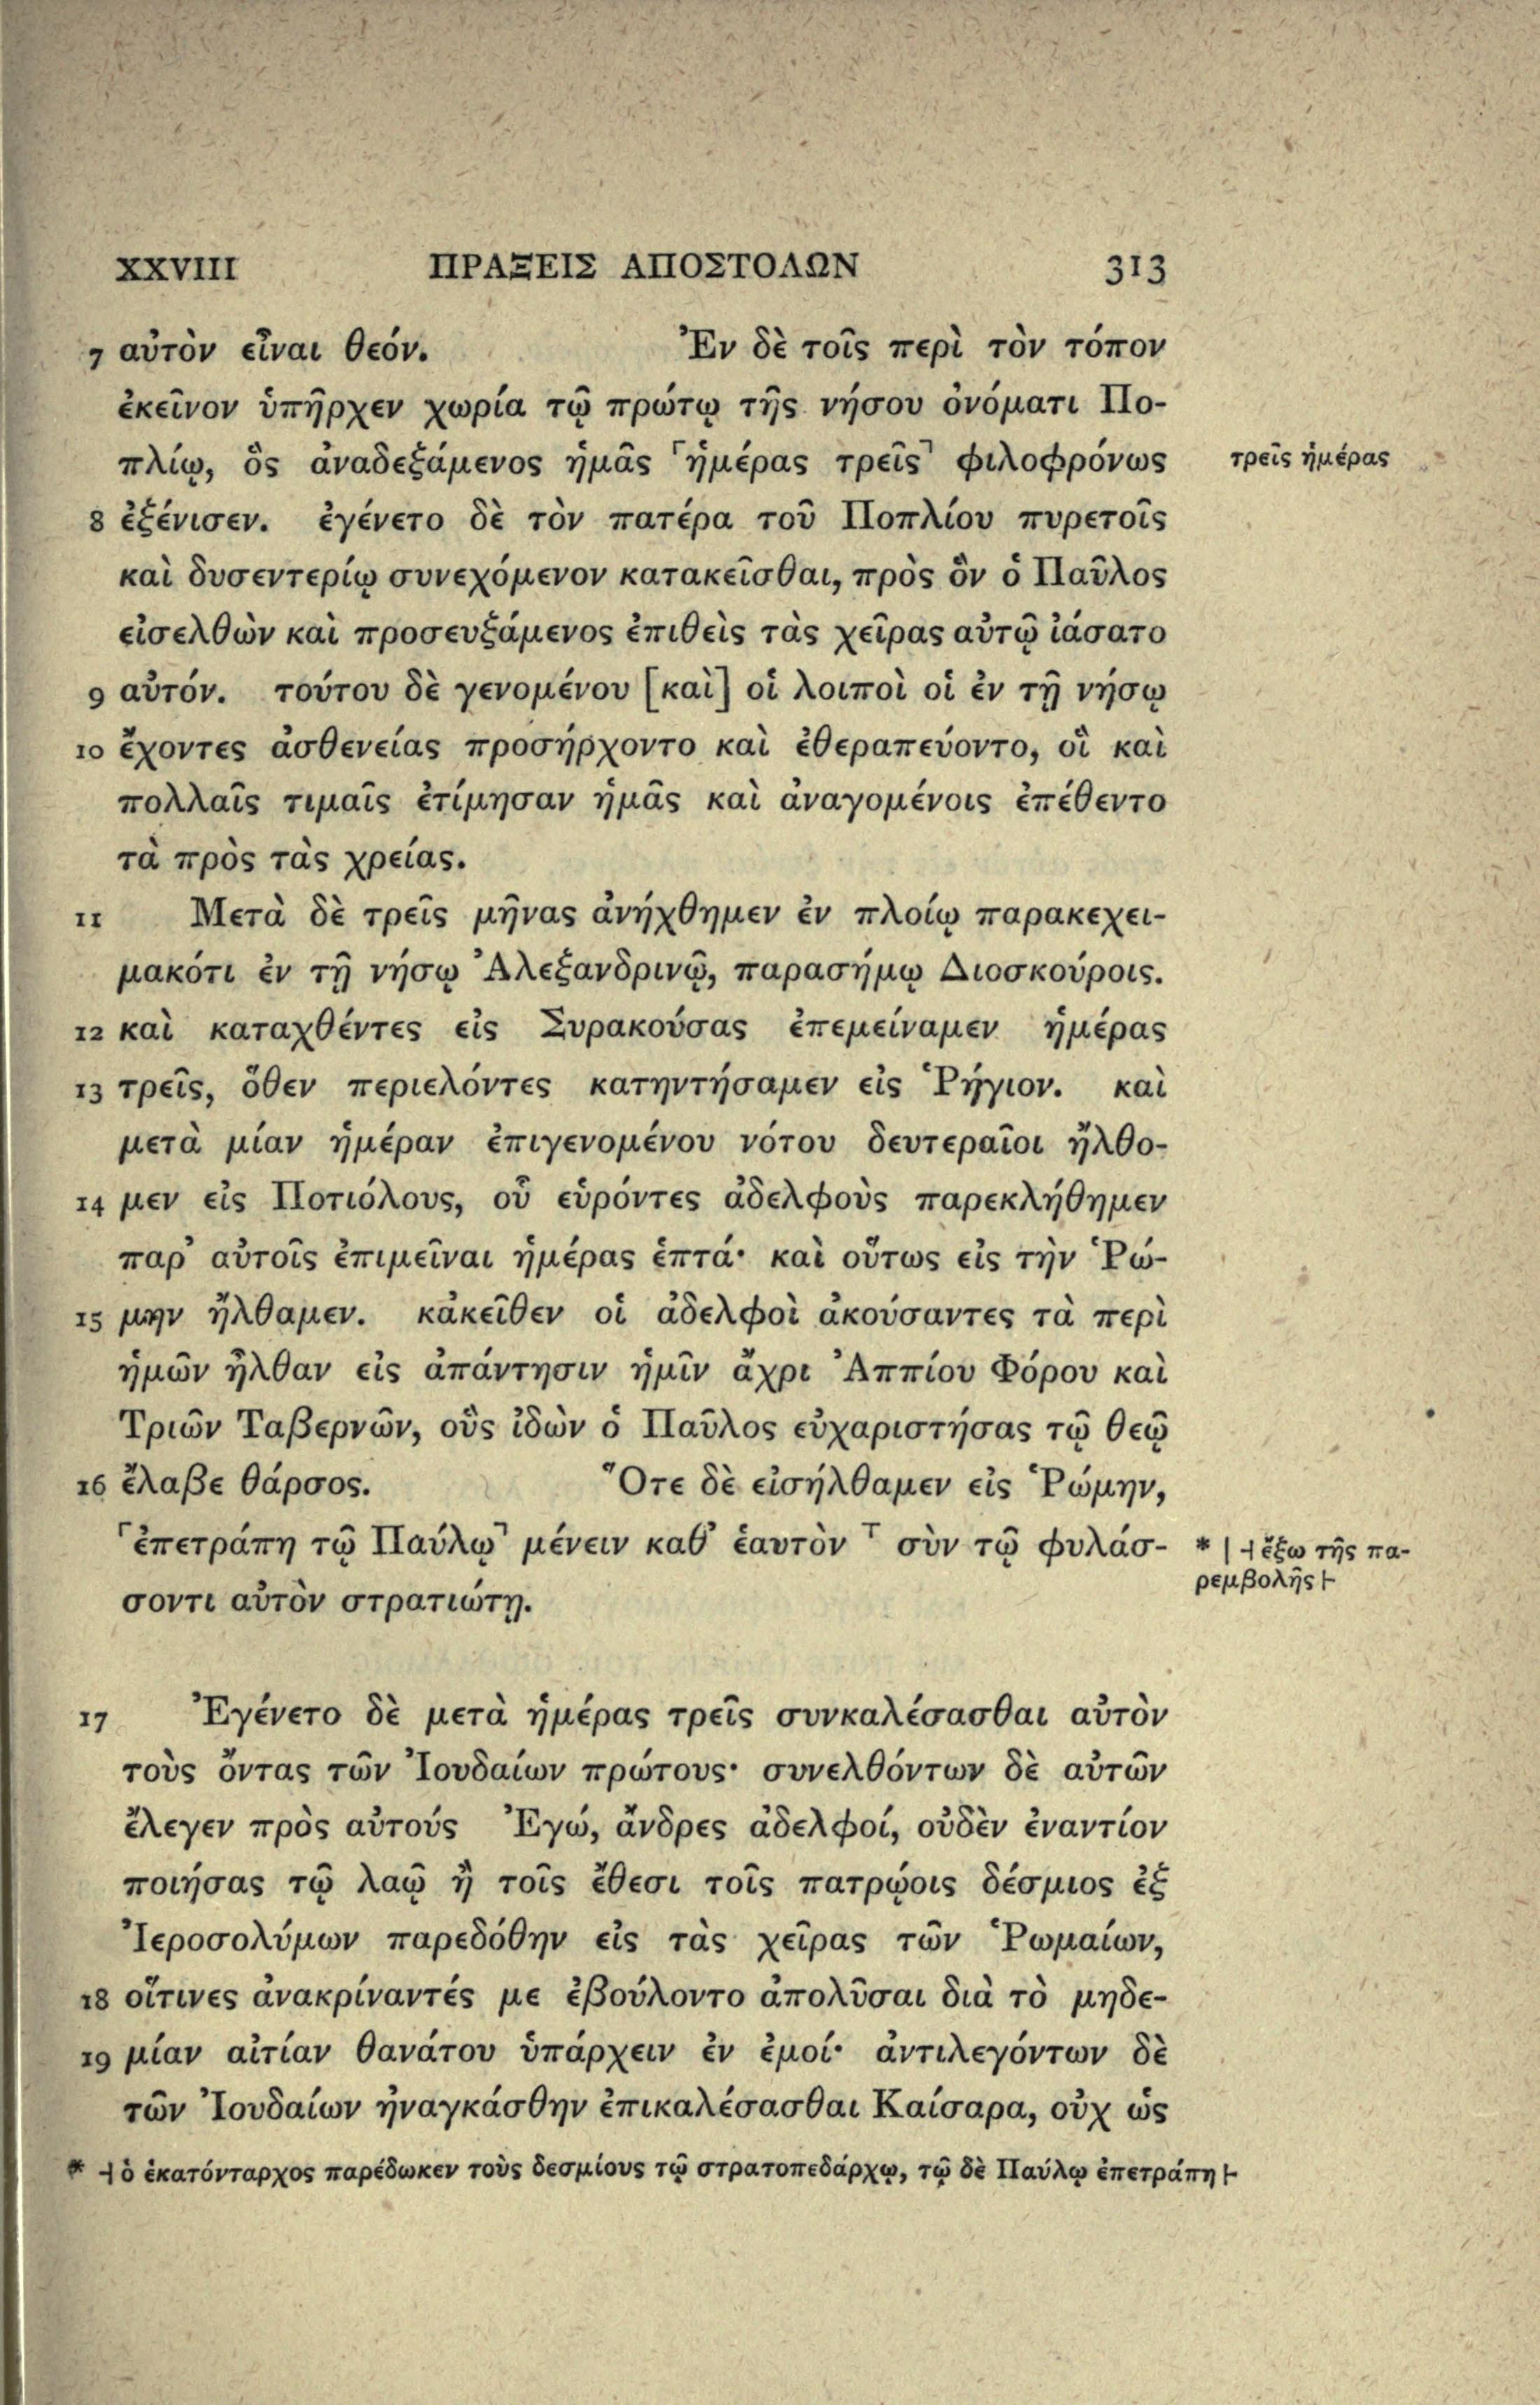 XXVIII ΠΡΑΞΕΙΣ ΑΠΟΣΤΟΛΩΝ 313
7 αὐτὸν εἶναι θεόν. Ἐν δὲ τοῖς περὶ τὸν τόπον
ἐκεῖνον ὑπῆρχεν χωρία τῷ πρώτῳ τῆς νήσου ὀνόματι Πο-
πλίῳ, ὃς ἀναδεξάμενος ἡμᾶς ⸀ἡμέρας τρεῖς⸣ φιλοφρόνως
τρεῖς ἡμέρας
8 ἐξένισεν. ἐγένετο δὲ τὸν πατέρα τοῦ Ποπλίου πυρετοῖς
καὶ δυσεντερίῳ συνεχόμενον κατακεῖσθαι, πρὸς ὃν ὁ Παῦλος
εἰσελθὼν καὶ προσευξάμενος ἐπιθεὶς τὰς χεῖρας αὐτῷ ἰάσατο
9 αὐτόν. τούτου δὲ γενομένου [καὶ] οἱ λοιποὶ οἱ ἐν τῇ νήσῳ
10 ἔχοντες ἀσθενείας προσήρχοντο καὶ ἐθεραπεύοντο, οἳ καὶ
πολλαῖς τιμαῖς ἐτίμησαν ἡμᾶς καὶ ἀναγομένοις ἐπέθεντο
τὰ πρὸς τὰς χρείας.
11 Μετὰ δὲ τρεῖς μῆνας ἀνήχθημεν ἐν πλοίῳ παρακεχει-
μακότι ἐν τῇ νήσῳ Ἀλεξανδρινῷ, παρασήμῳ Διοσκούροις.
12 καὶ καταχθέντες εἰς Συρακούσας ἐπεμείναμεν ἡμέρας
13 τρεῖς, ὅθεν περιελόντες κατηντήσαμεν εἰς Ῥήγιον. καὶ
μετὰ μίαν ἡμέραν ἐπιγενομένου νότου δευτεραῖοι ἤλθο-
14 μεν εἰς Ποτιόλους, οὗ εὑρόντες ἀδελφοὺς παρεκλήθημεν
παρ' αὐτοῖς ἐπιμεῖναι ἡμέρας ἑπτά· καὶ οὕτως εἰς τὴν Ῥώ-
15 μην ἤλθαμεν. κἀκεῖθεν οἱ ἀδελφοὶ ἀκούσαντες τὰ περὶ
ἡμῶν ἦλθαν εἰς ἀπάντησιν ἡμῖν ἄχρι Ἀππίου Φόρου καὶ
Τριῶν Ταβερνῶν, οὓς ἰδὼν ὁ Παῦλος εὐχαριστήσας τῷ θεῷ
16 ἔλαβε θάρσος. Ὅτε δὲ εἰσήλθαμεν εἰς Ῥώμην,
⸀ἐπετράπη τῷ Παύλῳ⸣ μένειν καθ' ἑαυτὸν ⸆ σὺν τῷ φυλάσ-
* | ⊣ ἔξω τῆς πα-
ρεμβολῆς ⊢
σοντι αὐτὸν στρατιώτῃ.
17 Ἐγένετο δὲ μετὰ ἡμέρας τρεῖς συνκαλέσασθαι αὐτὸν
τοὺς ὄντας τῶν Ἰουδαίων πρώτους· συνελθόντων δὲ αὐτῶν
ἔλεγεν πρὸς αὐτούς Ἐγώ, ἄνδρες ἀδελφοί, οὐδὲν ἐναντίον
ποιήσας τῷ λαῷ ἢ τοῖς ἔθεσι τοῖς πατρῴοις δέσμιος ἐξ
Ἰεροσολύμων παρεδόθην εἰς τὰς χεῖρας τῶν Ῥωμαίων,
18 οἵτινες ἀνακρίναντές με ἐβούλοντο ἀπολῦσαι διὰ τὸ μηδε-
19 μίαν αἰτίαν θανάτου ὑπάρχειν ἐν ἐμοί· ἀντιλεγόντων δὲ
τῶν Ἰουδαίων ἠναγκάσθην ἐπικαλέσασθαι Καίσαρα, οὐχ ὡς
* ⊣ ὁ ἑκατόνταρχος παρέδωκεν τοὺς δεσμίους τῷ στρατοπεδάρχῳ, τῷ δὲ Παύλῳ ἐπετράπη ⊢